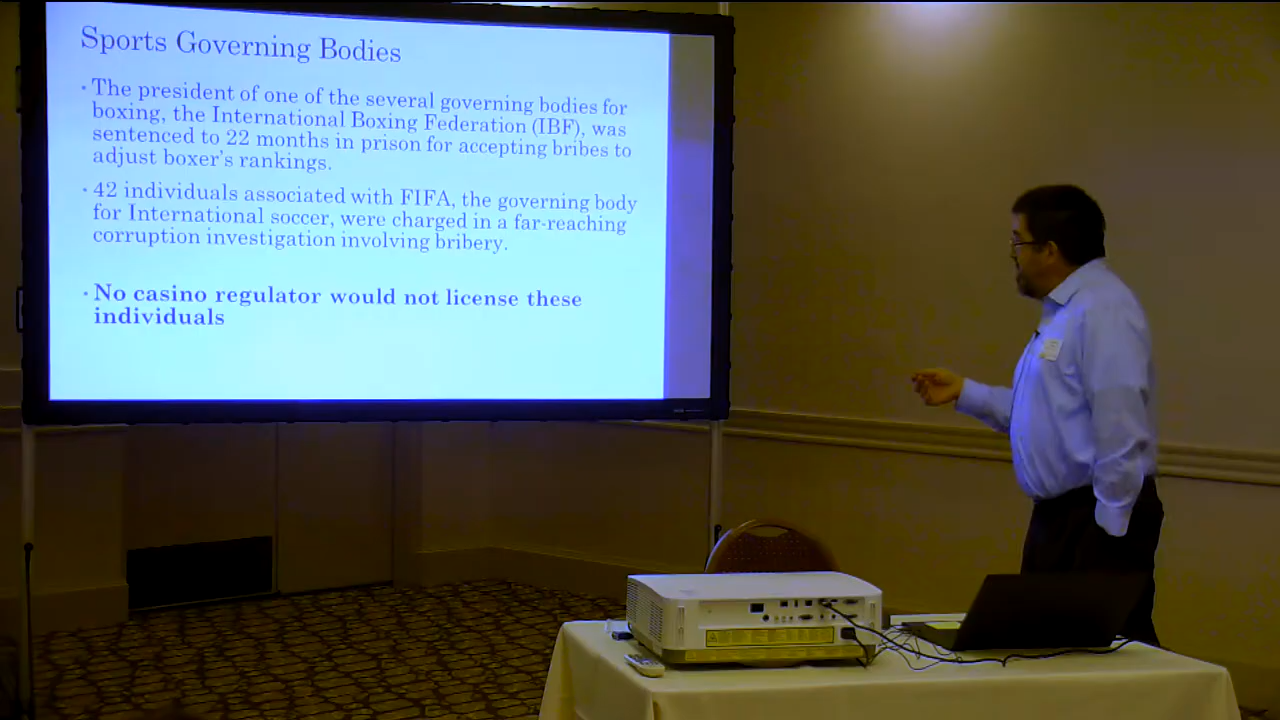 Sports Governing Bodies
• The president of one of the several governing bodies for
boxing, the International Boxing Federation (IBF), was
sentenced to 22 months in prison for accepting bribes to
adjust boxer's rankings.
• 42 individuals associated with FIFA, the governing body
for International soccer, were charged in a far-reaching
corruption investigation involving bribery.
• No casino regulator would not license these
individuals